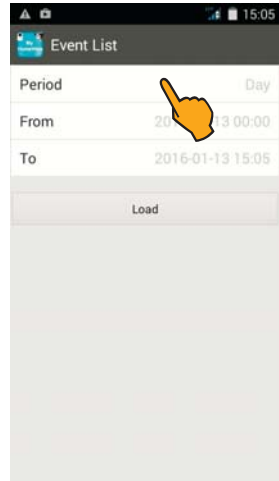 15:05
Event List
Period Day
From 13 00:00
To 2016-01-13 15:05
Load